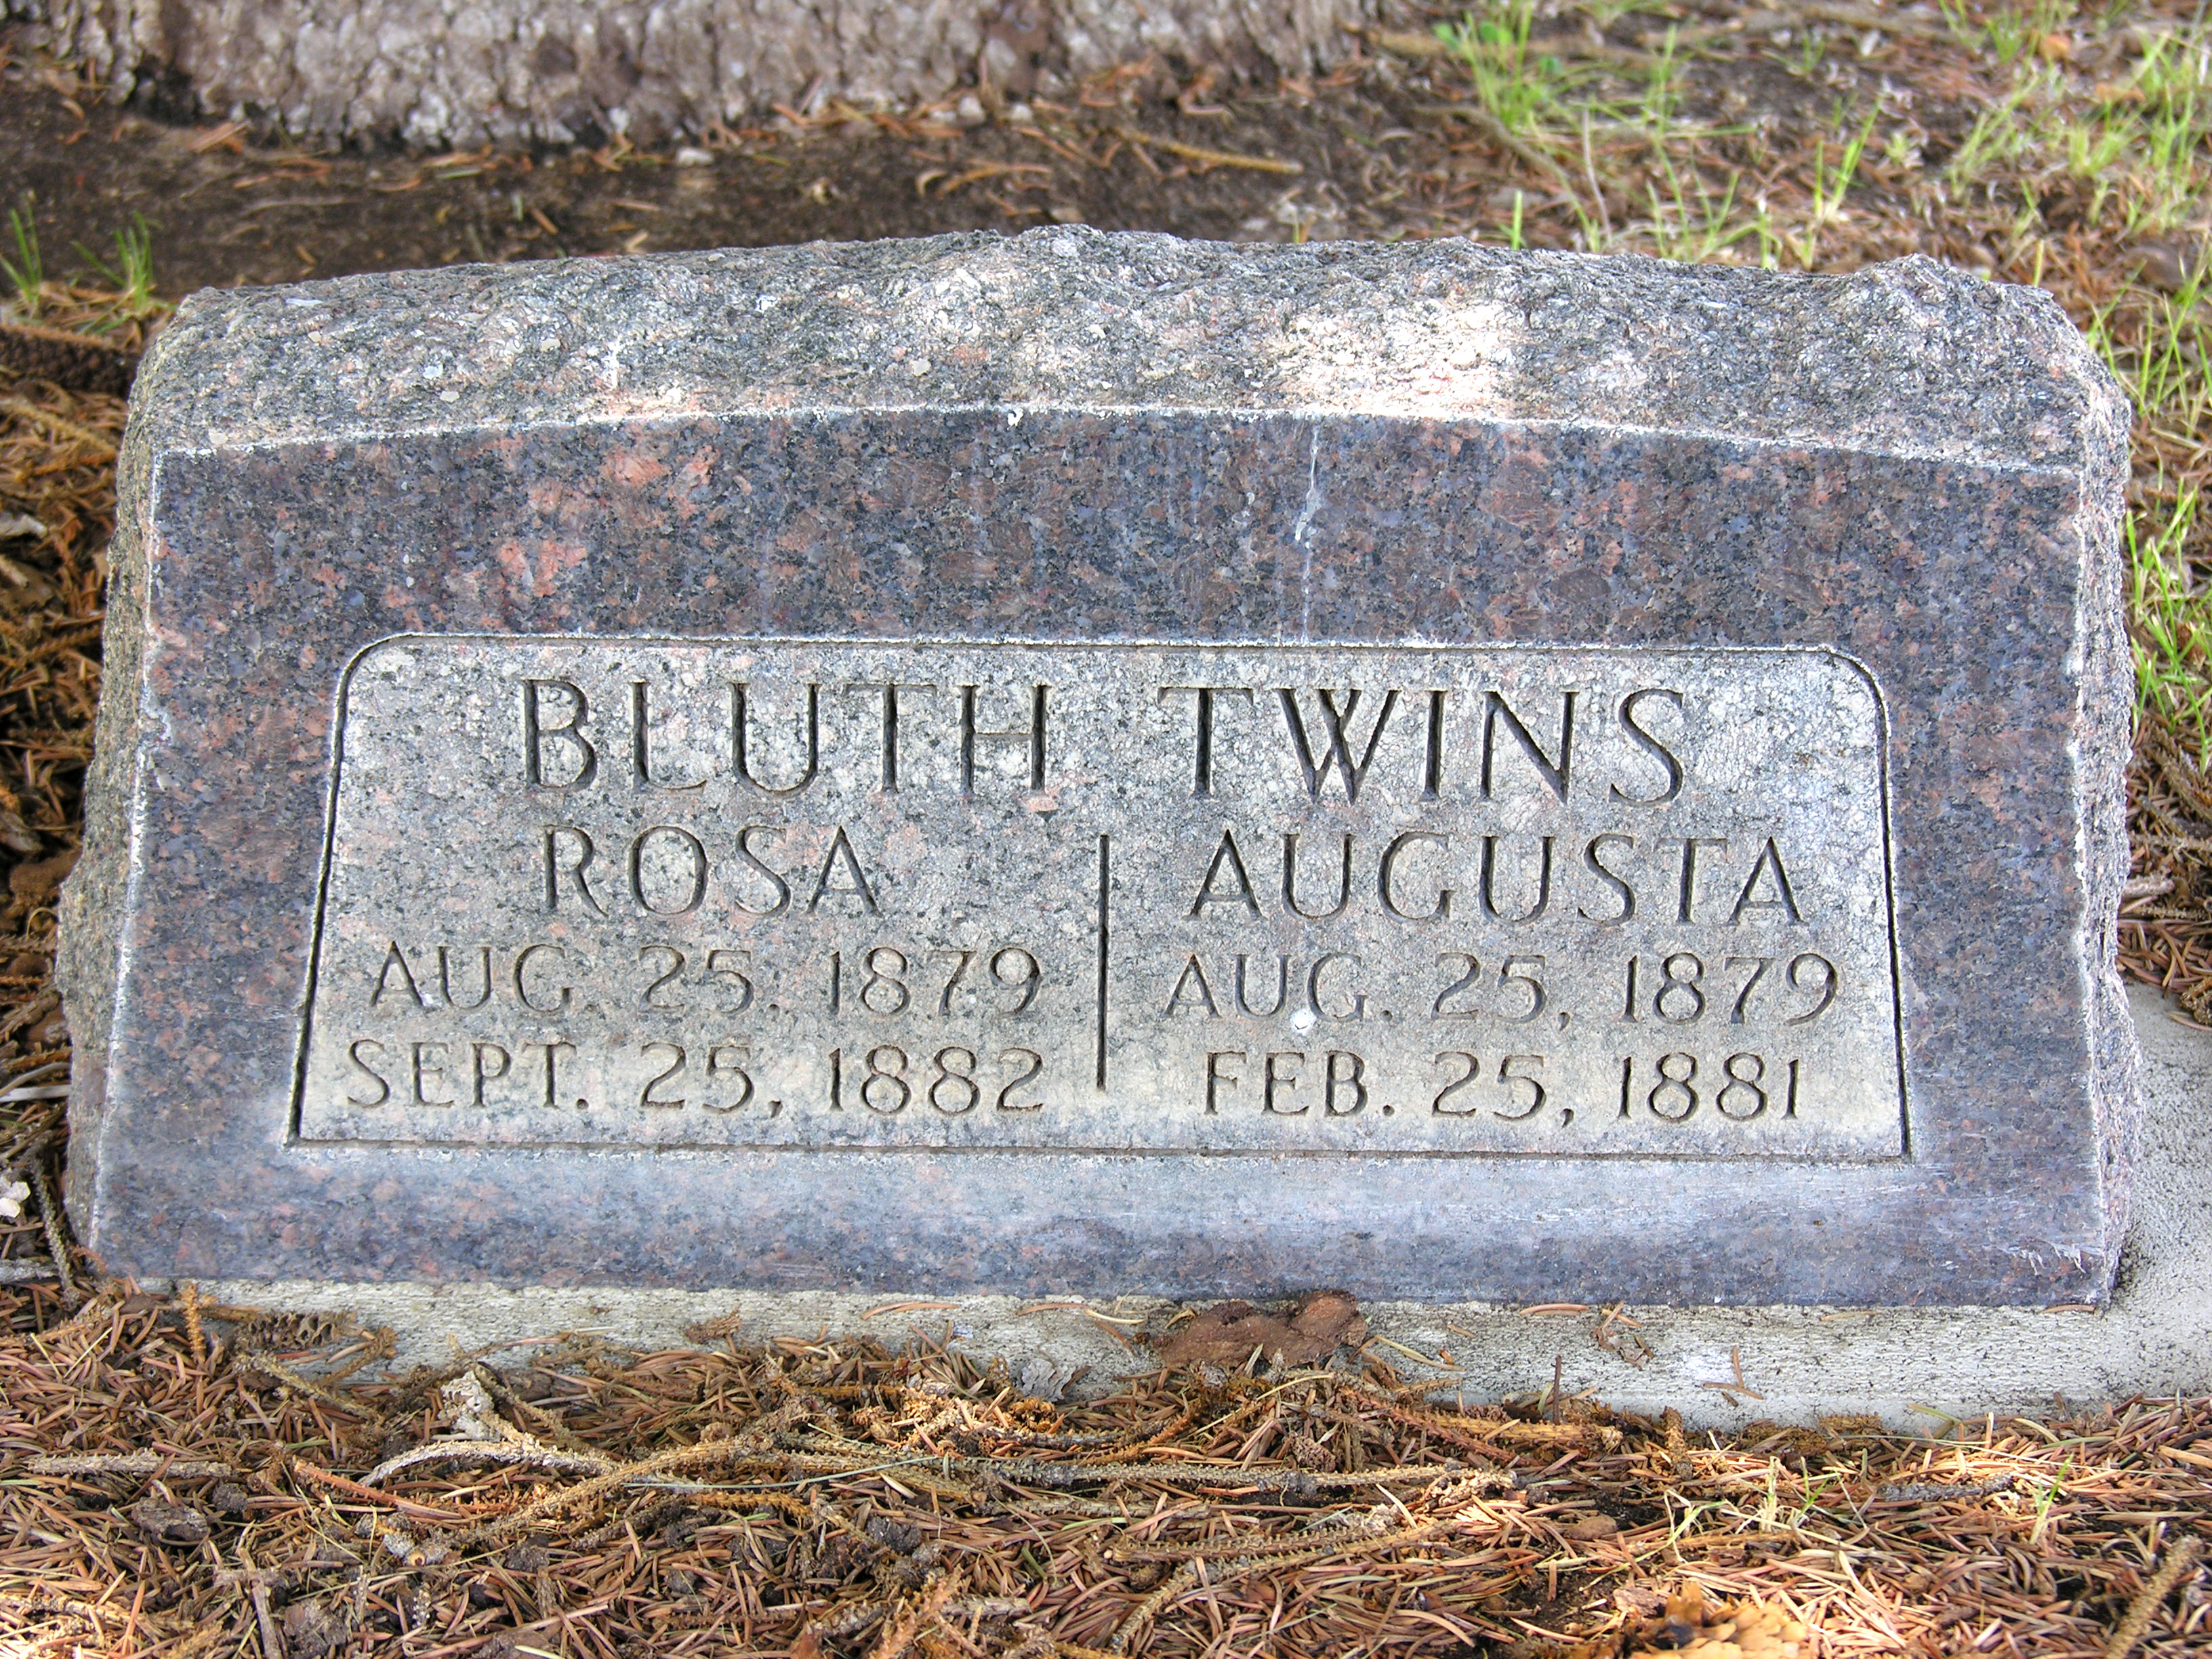 BLUTH TWINS
ROSA
AUG. 25, 1879
SEPT. 25, 1882
AUGUSTA
AUG. 25, 1879
FEB. 25, 1881